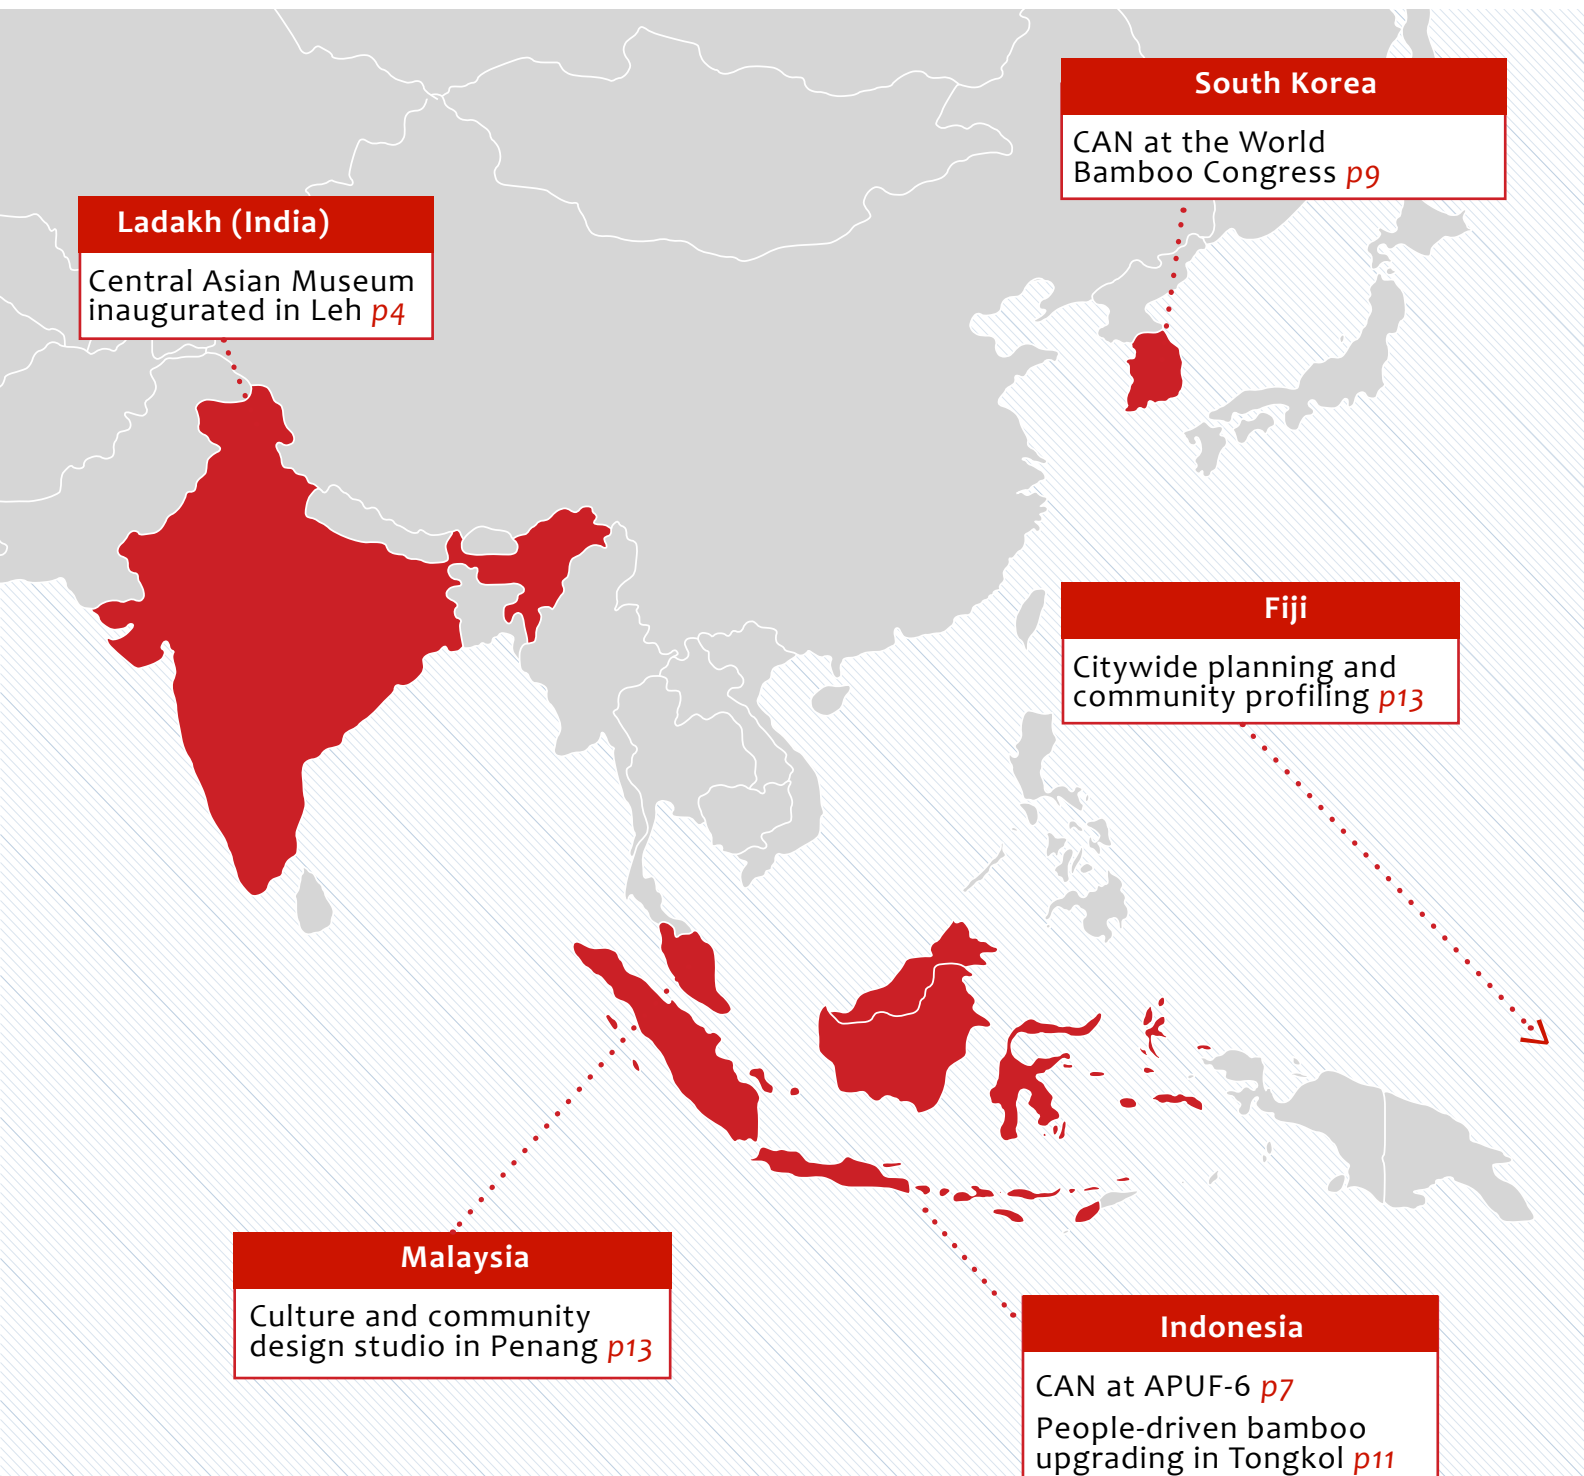 South Korea
CAN at the World
Bamboo Congress p9
Ladakh (India)
Central Asian Museum
inaugurated in Leh p4
Fiji
Citywide planning and
community profiling p13
Malaysia
Culture and community
design studio in Penang p13
Indonesia
CAN at APUF-6 p7
People-driven bamboo
upgrading in Tongkol p11